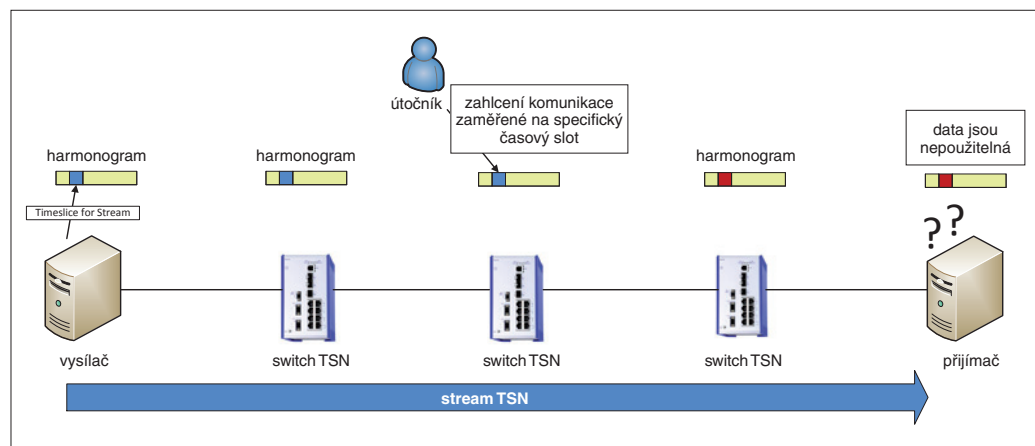 útočník
zahlcení komunikace
zaměřené na specifický
časový slot
data jsou
nepoužitelná
harmonogram
harmonogram
harmonogram
Timeslice for Stream
? ?
vysílač
switch TSN
switch TSN
switch TSN
přijímač
stream TSN